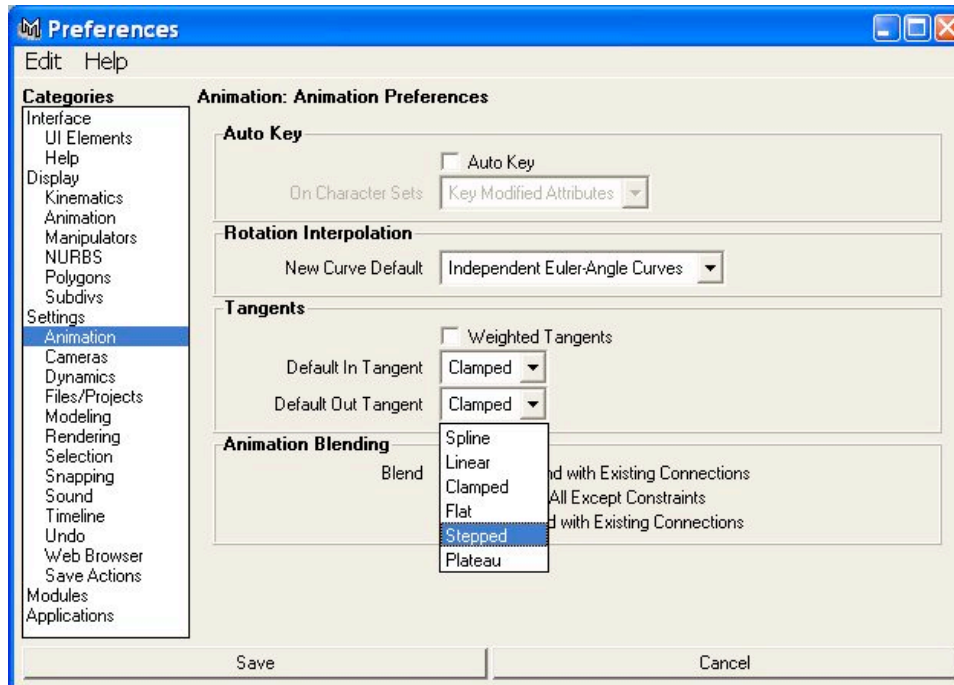 Preferences
Edit Help
Categories
Interface
UI Elements
Help
Display
Kinematics
Animation
Manipulators
NURBS
Polygons
Subdivs
Settings
Animation
Cameras
Dynamics
Files/Projects
Modeling
Rendering
Selection
Snapping
Sound
Timeline
Undo
Web Browser
Save Actions
Modules
Applications
Animation: Animation Preferences
Auto Key
Auto Key
On Character Sets Key Modified Attributes
Rotation Interpolation
New Curve Default Independent Euler-Angle Curves
Tangents
Weighted Tangents
Default In Tangent Clamped
Default Out Tangent Clamped
Spline
Linear
Clamped
Flat
Stepped
Plateau
Animation Blending
Blend with Existing Connections
All Except Constraints
with Existing Connections
Save Cancel